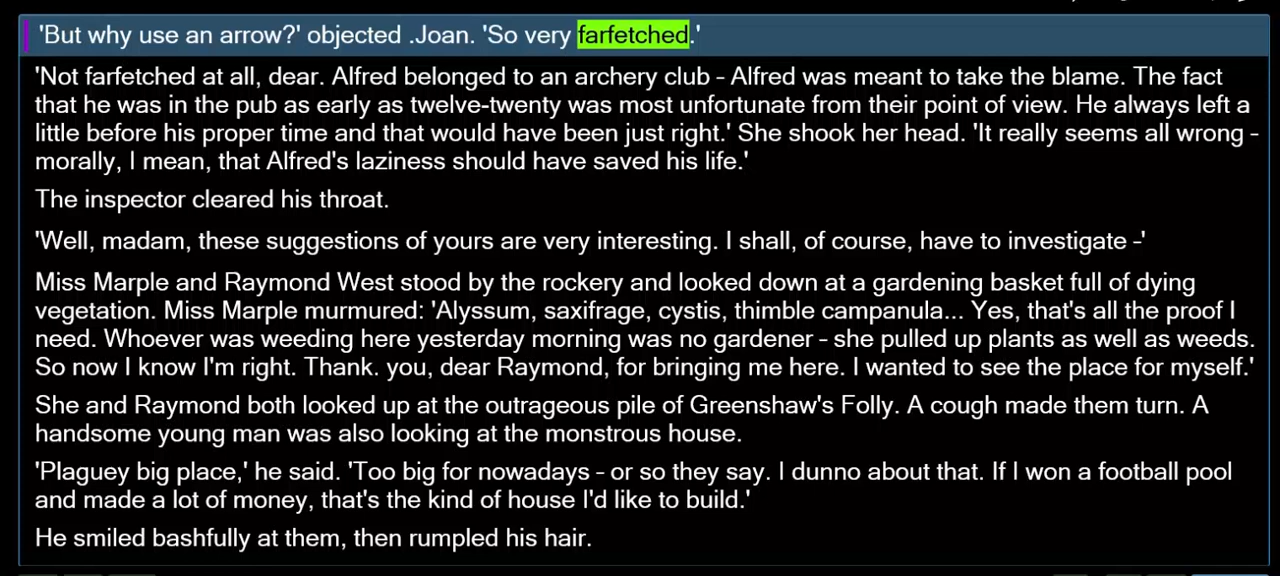 'But why use an arrow?' objected .Joan. 'So very farfetched.'
'Not farfetched at all, dear. Alfred belonged to an archery club - Alfred was meant to take the blame. The fact
that he was in the pub as early as twelve-twenty was most unfortunate from their point of view. He always left a
little before his proper time and that would have been just right.' She shook her head. 'It really seems all wrong -
morally, I mean, that Alfred's laziness should have saved his life.'
The inspector cleared his throat.
'Well, madam, these suggestions of yours are very interesting. I shall, of course, have to investigate -'
Miss Marple and Raymond West stood by the rockery and looked down at a gardening basket full of dying
vegetation. Miss Marple murmured: 'Alyssum, saxifrage, cystis, thimble campanula... Yes, that's all the proof I
need. Whoever was weeding here yesterday morning was no gardener - she pulled up plants as well as weeds.
So now I know I'm right. Thank. you, dear Raymond, for bringing me here. I wanted to see the place for myself.'
She and Raymond both looked up at the outrageous pile of Greenshaw's Folly. A cough made them turn. A
handsome young man was also looking at the monstrous house.
'Plaguey big place,' he said. 'Too big for nowadays - or so they say. I dunno about that. If I won a football pool
and made a lot of money, that's the kind of house I'd like to build.'
He smiled bashfully at them, then rumpled his hair.